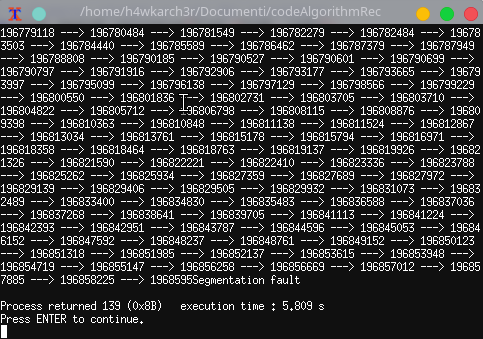 /home/h4wkarch3r/Documenti/codeAlgorithmRec
196779118 ---> 196780484 ---> 196781549 ---> 196782279 ---> 196782484 ---> 19678
3503 ---> 196784440 ---> 196785589 ---> 196786462 ---> 196787379 ---> 196787949
---> 196788808 ---> 196790185 ---> 196790527 ---> 196790601 ---> 196790699 --->
196790797 ---> 196791916 ---> 196792906 ---> 196793177 ---> 196793665 ---> 19679
3997 ---> 196795099 ---> 196796138 ---> 196797129 ---> 196798566 ---> 196799229
---> 196800550 ---> 196801836 ---> 196802731 ---> 196803705 ---> 196803710 --->
196804822 ---> 196805712 ---> 196806798 ---> 196808115 ---> 196808876 ---> 19680
9398 ---> 196810363 ---> 196810848 ---> 196811138 ---> 196811524 ---> 196812865
---> 196813034 ---> 196813761 ---> 196815178 ---> 196815794 ---> 196816971 --->
196818358 ---> 196818464 ---> 196818763 ---> 196819137 ---> 196819926 ---> 19682
1326 ---> 196821590 ---> 196822221 ---> 196822410 ---> 196823336 ---> 196823788
---> 196825262 ---> 196825934 ---> 196827359 ---> 196827689 ---> 196827972 --->
196829139 ---> 196829406 ---> 196829505 ---> 196829932 ---> 196831073 ---> 19683
2489 ---> 196833400 ---> 196834830 ---> 196835483 ---> 196836588 ---> 196837036
---> 196837268 ---> 196838641 ---> 196839705 ---> 196841113 ---> 196841224 --->
196842393 ---> 196842951 ---> 196843787 ---> 196844596 ---> 196845053 ---> 19684
6152 ---> 196847592 ---> 196848237 ---> 196848761 ---> 196849152 ---> 196850123
---> 196851318 ---> 196851985 ---> 196852137 ---> 196853615 ---> 196853948 --->
196854719 ---> 196855147 ---> 196856258 ---> 196856669 ---> 196857012 ---> 19685
7885 ---> 196858225 ---> 1968595Segmentation fault
Process returned 139 (0x8B)   execution time : 5.809 s
Press ENTER to continue.